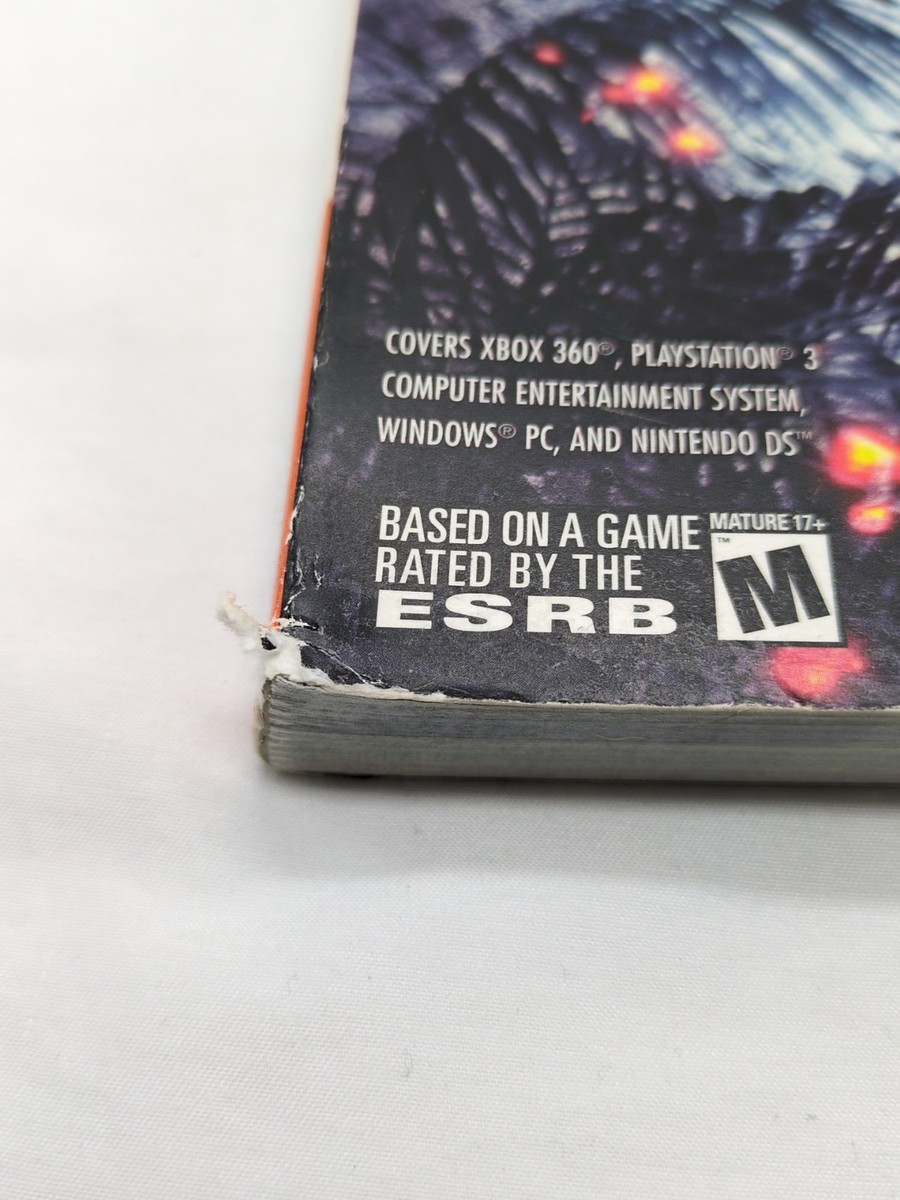 COVERS XBOX 360®, PLAYSTATION® 3
COMPUTER ENTERTAINMENT SYSTEM,
WINDOWS® PC, AND NINTENDO DS™
BASED ON A GAME
RATED BY THE
ESRB
MATURE 17+
™
M